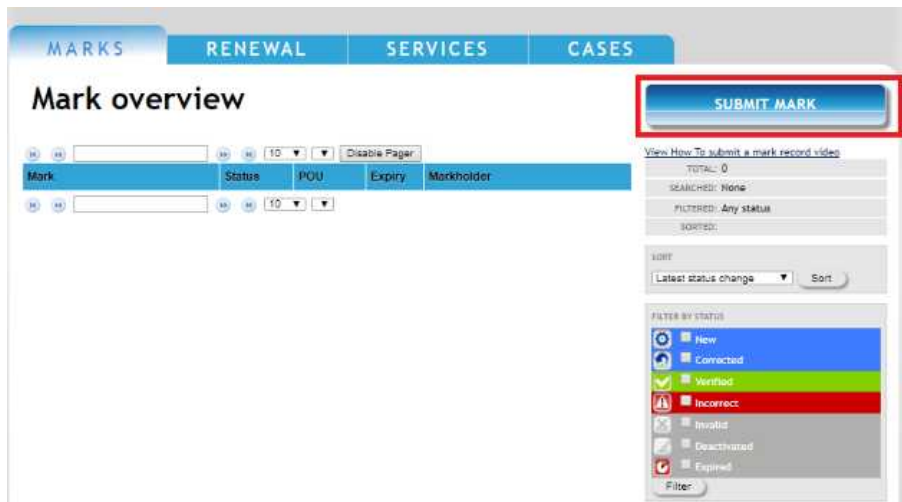 MARKS RENEWAL SERVICES CASES
Mark overview
SUBMIT MARK
10 Disable Pager
Mark Status POU Expiry Markholder
10
View How To submit a mark record video
TOTAL: 0
SEARCHED: None
FILTERED: Any status
SORTED:
SORT
Latest status change Sort
FILTER BY STATUS
New
Corrected
Verified
Incorrect
Invalid
Deactivated
Expired
Filter